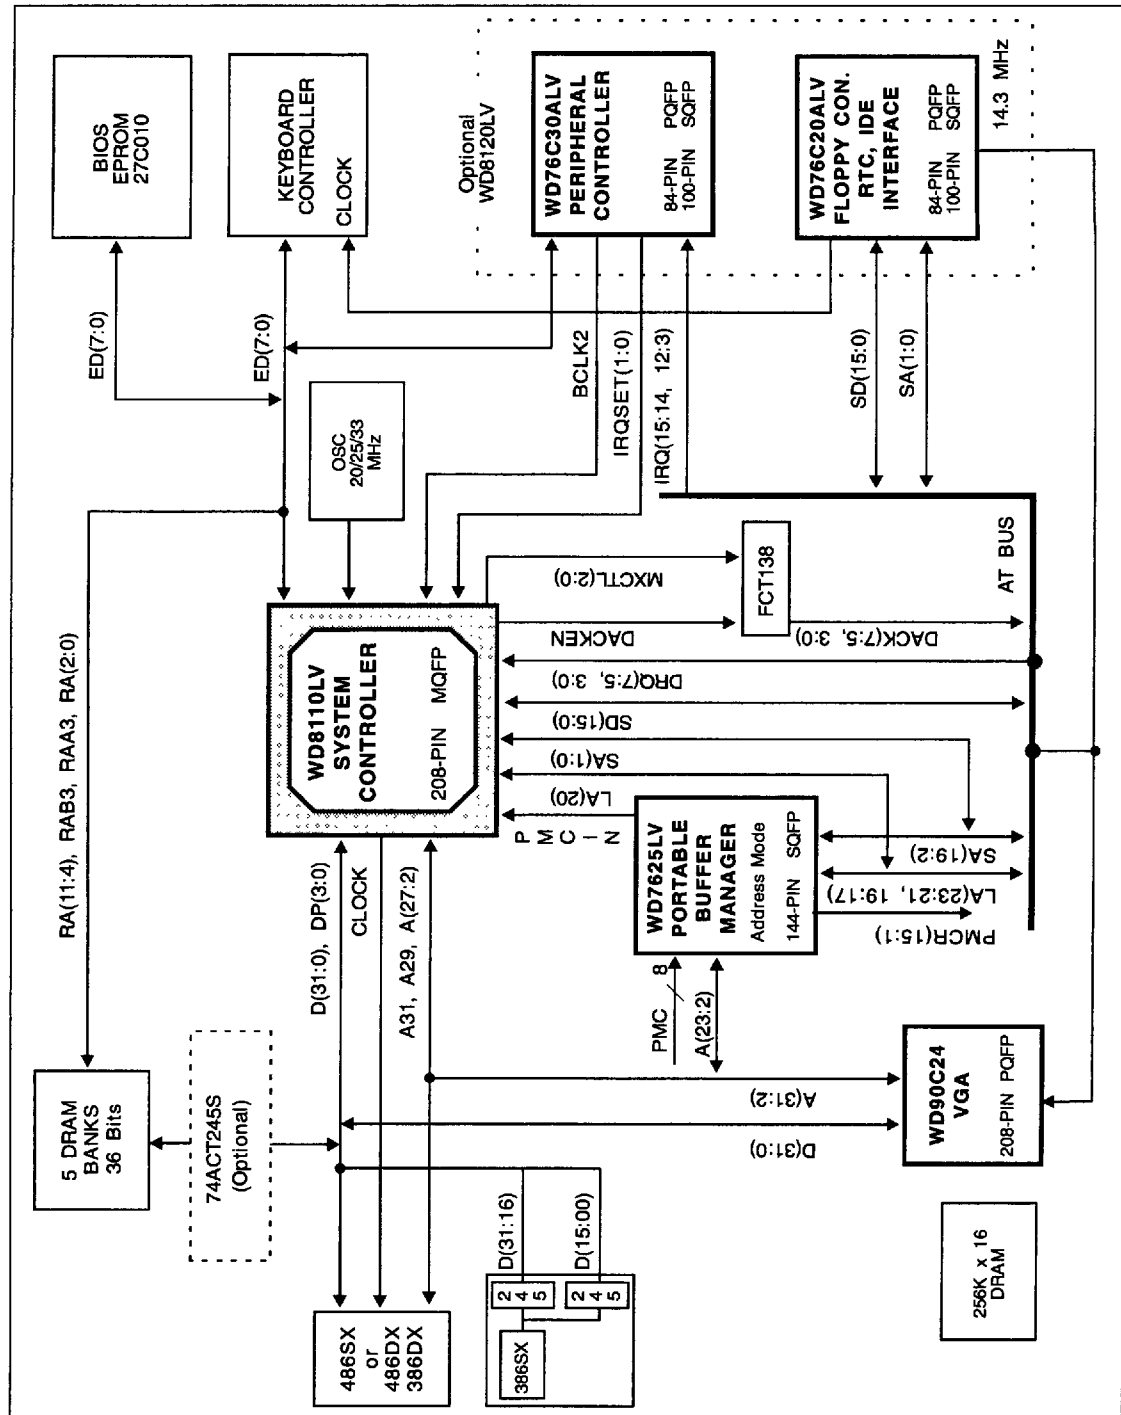 5 DRAM
BANKS
36 Bits
RA(11:4), RAB3, RAA3, RA(2:0)
ED(7:0)
BIOS
EPROM
27C010
74ACT245S
(Optional)
ED(7:0)
KEYBOARD
CONTROLLER
CLOCK
486SX
or
486DX
386DX
D(31:0), DP(3:0)
CLOCK
A31, A29, A(27:2)
WD8110LV
SYSTEM
CONTROLLER
208-PIN MQFP
OSC
20/25/33
MHz
386SX
2
4
5
2
4
5
D(31:16)
D(15:00)
PMCIN
LA(20)
SA(1:0)
SD(15:0)
DRQ(7:5, 3:0)
DACKEN
MXCTL(2:0)
FCT138
DACK(7:5, 3:0)
BCLK2
IRQSET(1:0)
IRQ(15:14, 12:3)
Optional
WD8120LV
WD76C30ALV
PERIPHERAL
CONTROLLER
84-PIN PQFP
100-PIN SQFP
PMC
8
A(23:2)
WD7625LV
PORTABLE
BUFFER
MANAGER
Address Mode
144-PIN SQFP
PMCR(15:1)
LA(23:21, 19:17)
SA(19:2)
AT BUS
SD(15:0)
SA(1:0)
WD76C20ALV
FLOPPY CON.
RTC, IDE
INTERFACE
84-PIN PQFP
100-PIN SQFP
14.3 MHz
D(31:0)
A(31:2)
WD90C24
VGA
208-PIN PQFP
256K x 16
DRAM